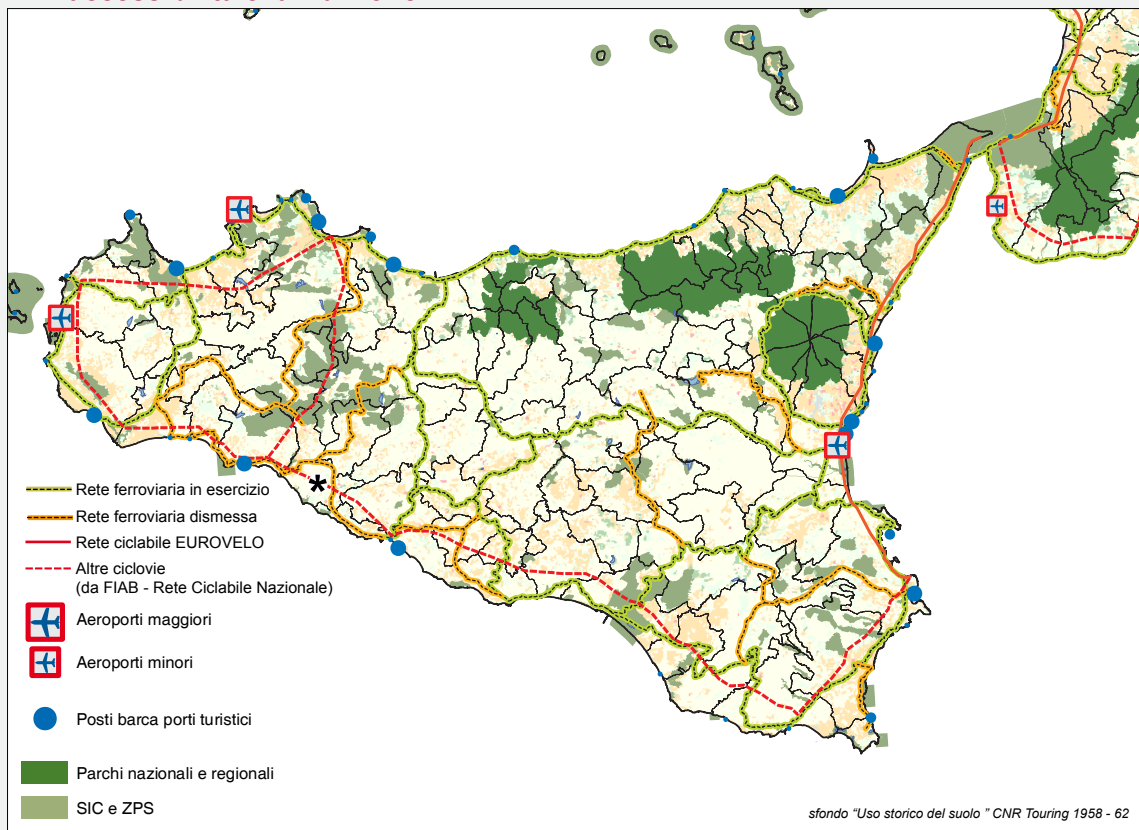 Rete ferroviaria in esercizio
Rete ferroviaria dismessa
Rete ciclabile EUROVELO
Altre ciclovie
(da FIAB - Rete Ciclabile Nazionale)
Aeroporti maggiori
Aeroporti minori
Posti barca porti turistici
Parchi nazionali e regionali
SIC e ZPS
*
sfondo "Uso storico del suolo " CNR Touring 1958 - 62